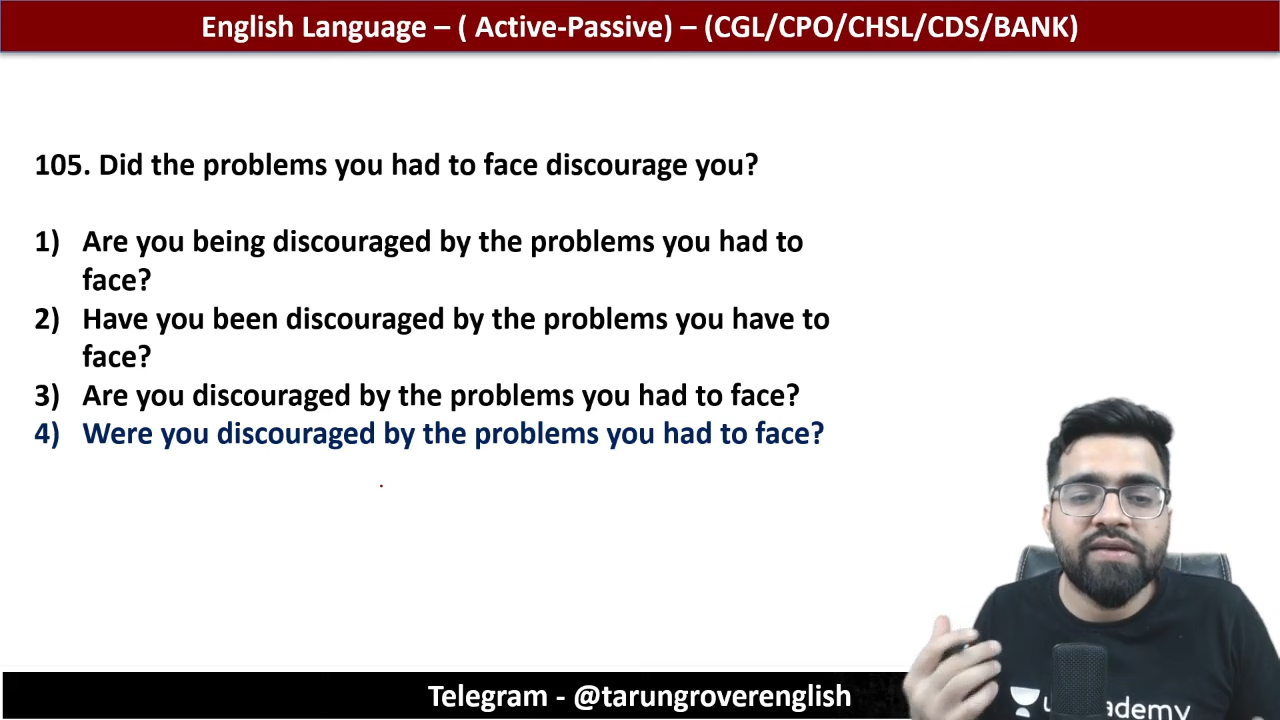 English Language – ( Active-Passive) – (CGL/CPO/CHSL/CDS/BANK)
105. Did the problems you had to face discourage you?
1) Are you being discouraged by the problems you had to
face?
2) Have you been discouraged by the problems you have to
face?
3) Are you discouraged by the problems you had to face?
4) Were you discouraged by the problems you had to face?
Telegram - @tarungroverenglish